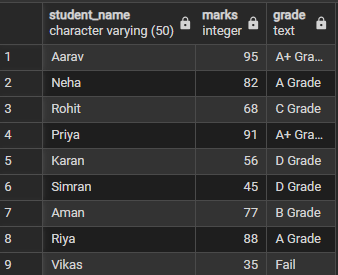 student_name marks grade
character varying (50) integer text
1 Aarav 95 A+ Gra...
2 Neha 82 A Grade
3 Rohit 68 C Grade
4 Priya 91 A+ Gra...
5 Karan 56 D Grade
6 Simran 45 D Grade
7 Aman 77 B Grade
8 Riya 88 A Grade
9 Vikas 35 Fail